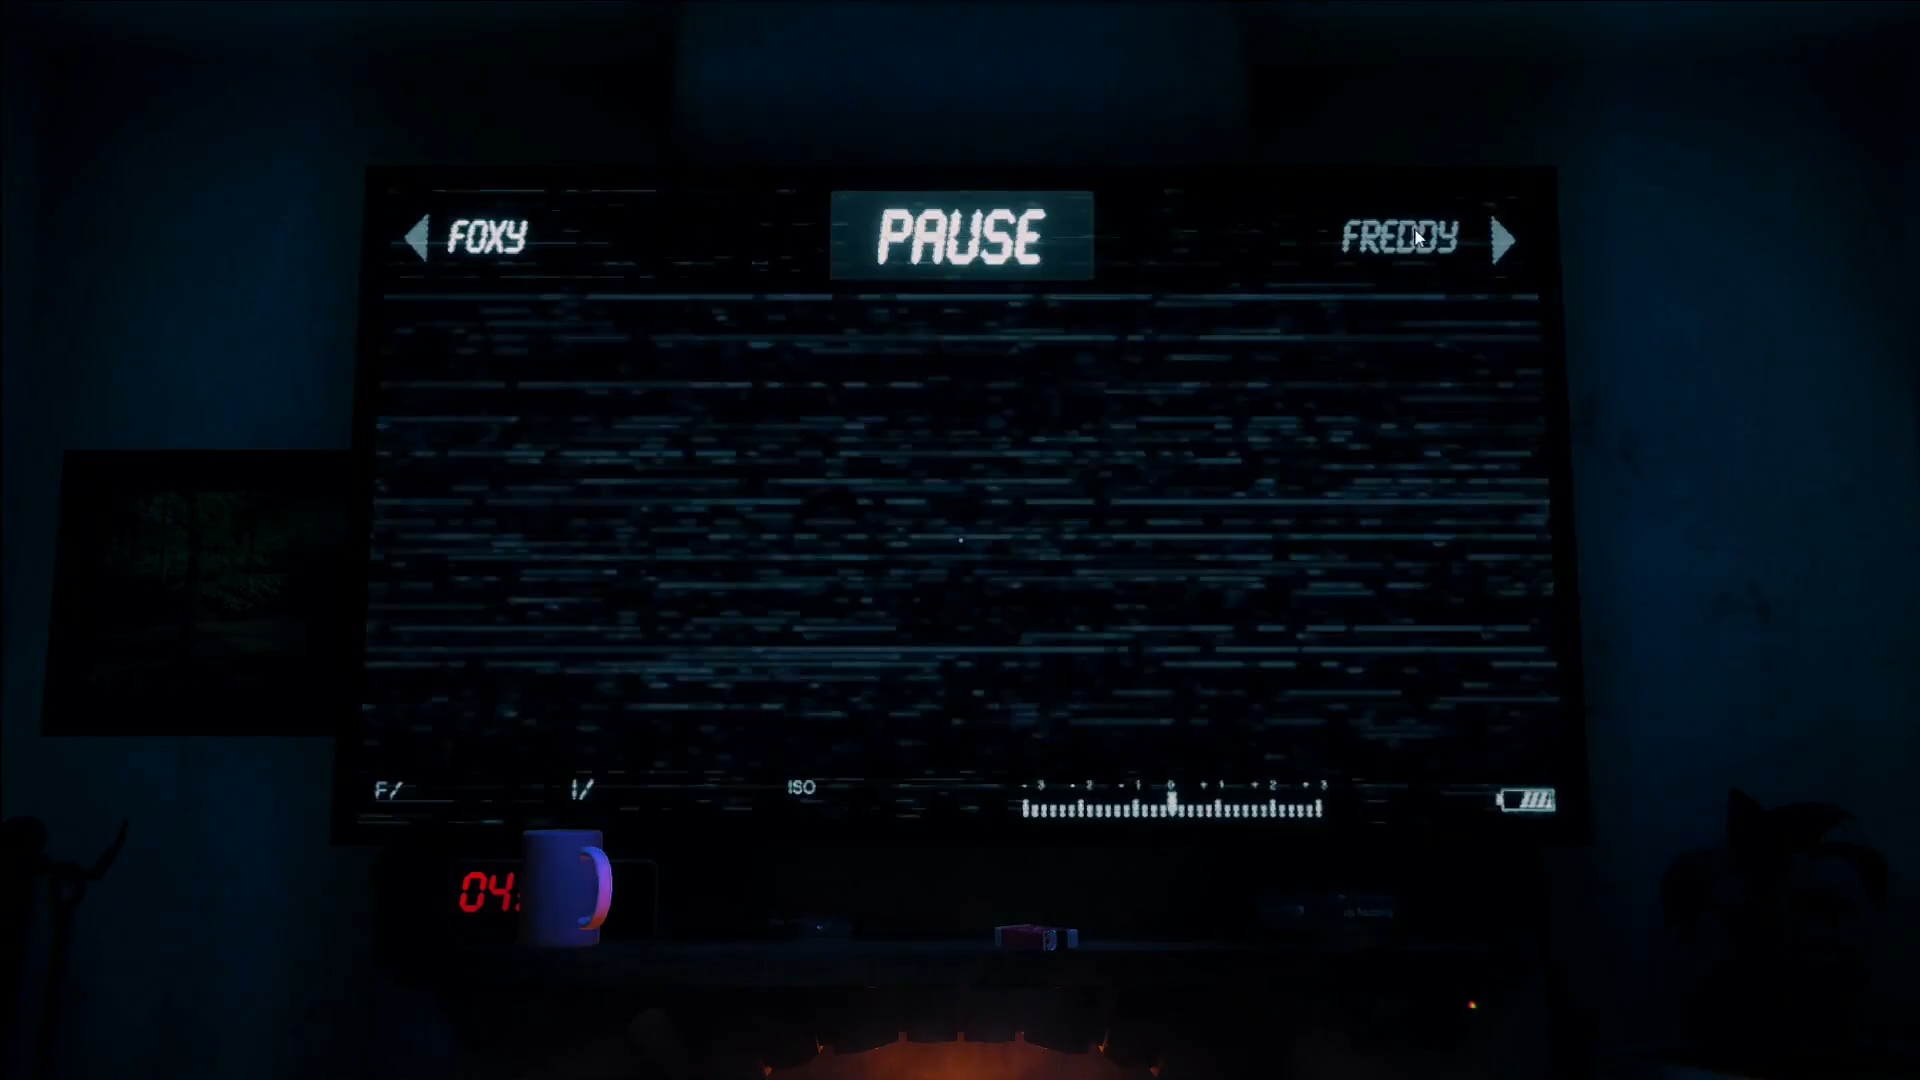 FOXY
PAUSE
FREDDY
F/
1/
ISO
- 3 - 2 - 1 0 + 1 + 2 + 3
04: